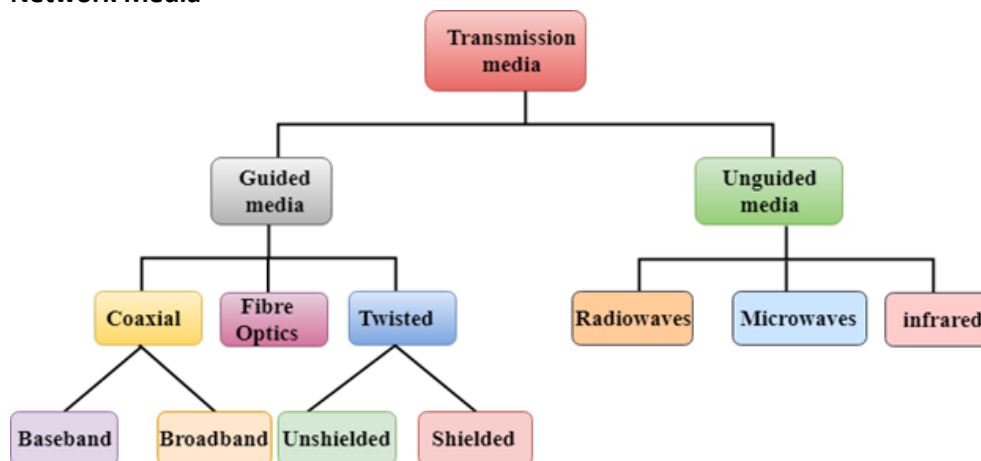 Network Media
Transmission
media
Guided
media
Unguided
media
Coaxial
Fibre
Optics
Twisted
Radiowaves
Microwaves
infrared
Baseband
Broadband
Unshielded
Shielded